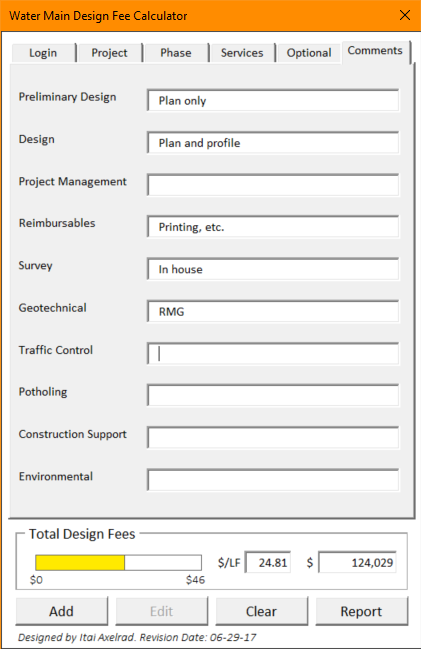 Water Main Design Fee Calculator
Login Project Phase Services Optional Comments
Preliminary Design Plan only
Design Plan and profile
Project Management
Reimbursables Printing, etc.
Survey In house
Geotechnical RMG
Traffic Control
Potholing
Construction Support
Environmental
Total Design Fees
$/LF 24.81 $ 124,029
$0 $46
Add Edit Clear Report
Designed by Itai Axelrad. Revision Date: 06-29-17